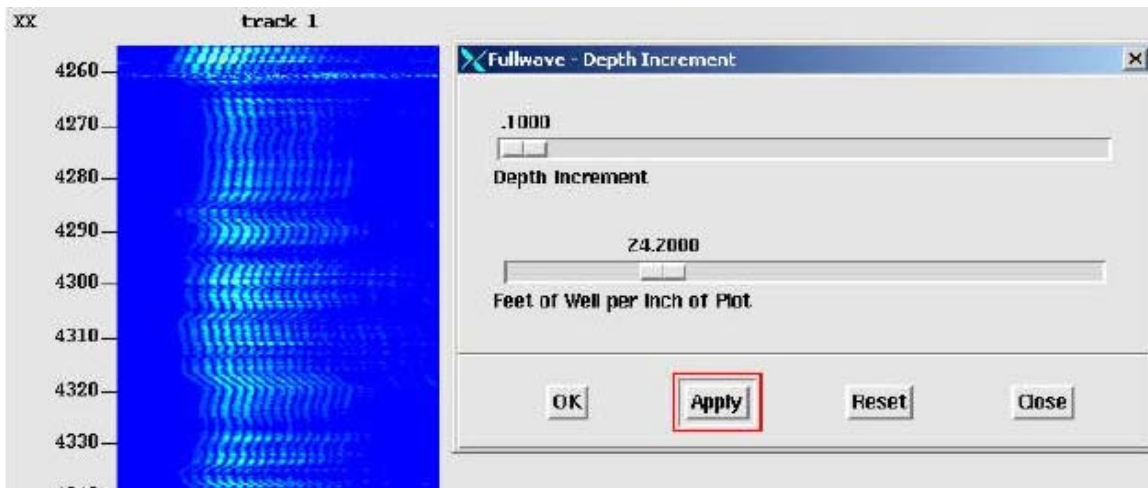 XX
track 1
4260
4270
4280
4290
4300
4310
4320
4330
Fullwave - Depth Increment
.1000
Depth Increment
24.2000
Feet of Well per Inch of Plot
OK
Apply
Reset
Close